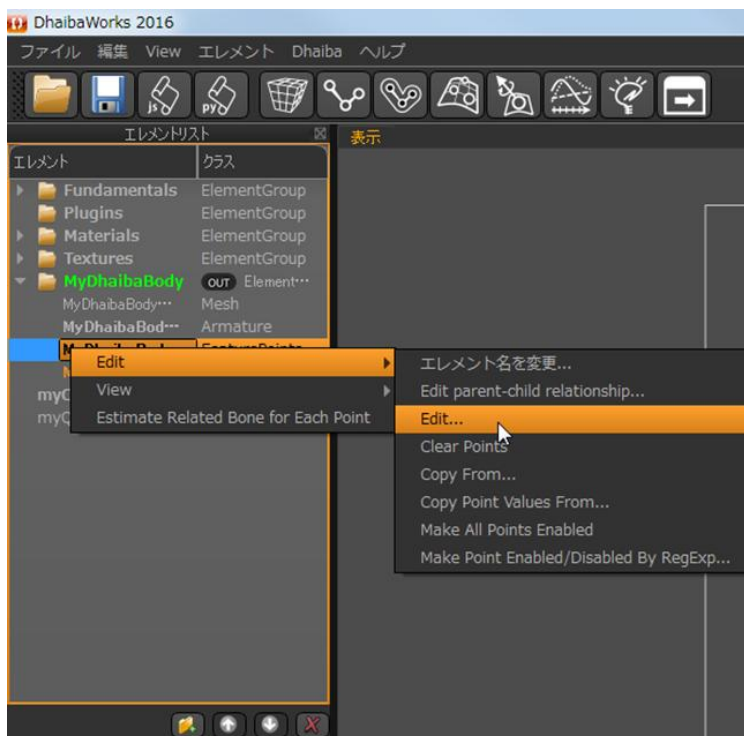 DhaibaWorks 2016
ファイル 編集 View エレメント Dhaiba ヘルプ
js py
エレメントリスト
表示
エレメント クラス
Fundamentals ElementGroup
Plugins ElementGroup
Materials ElementGroup
Textures ElementGroup
MyDhaibaBody OUT Element···
MyDhaibaBody··· Mesh
MyDhaibaBod··· Armature
Edit
View
Estimate Related Bone for Each Point
エレメント名を変更...
Edit parent-child relationship...
Edit...
Clear Points
Copy From...
Copy Point Values From...
Make All Points Enabled
Make Point Enabled/Disabled By RegExp...